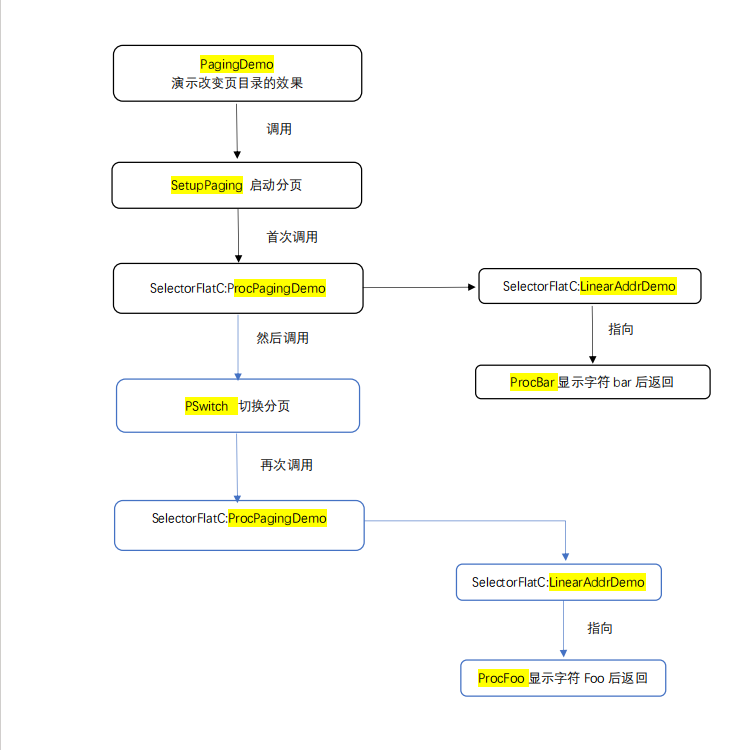 PagingDemo
演示改变页目录的效果
调用
SetupPaging 启动分页
首次调用
SelectorFlatC:ProcPagingDemo
SelectorFlatC:LinearAddrDemo
指向
然后调用
ProcBar 显示字符 bar 后返回
PSwitch 切换分页
再次调用
SelectorFlatC:ProcPagingDemo
SelectorFlatC:LinearAddrDemo
指向
ProcFoo 显示字符 Foo 后返回